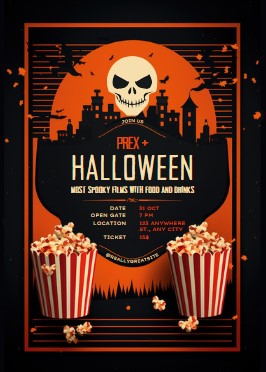 JOIN US
PREX +
HALLOWEEN
MOST SPOOKY FILMS WITH FOOD AND DRINKS
DATE 31 OCT
OPEN GATE 7 PM
LOCATION 123 ANYWHERE
ST., ANY CITY
TICKET 15$
@REALLYGREATSITE